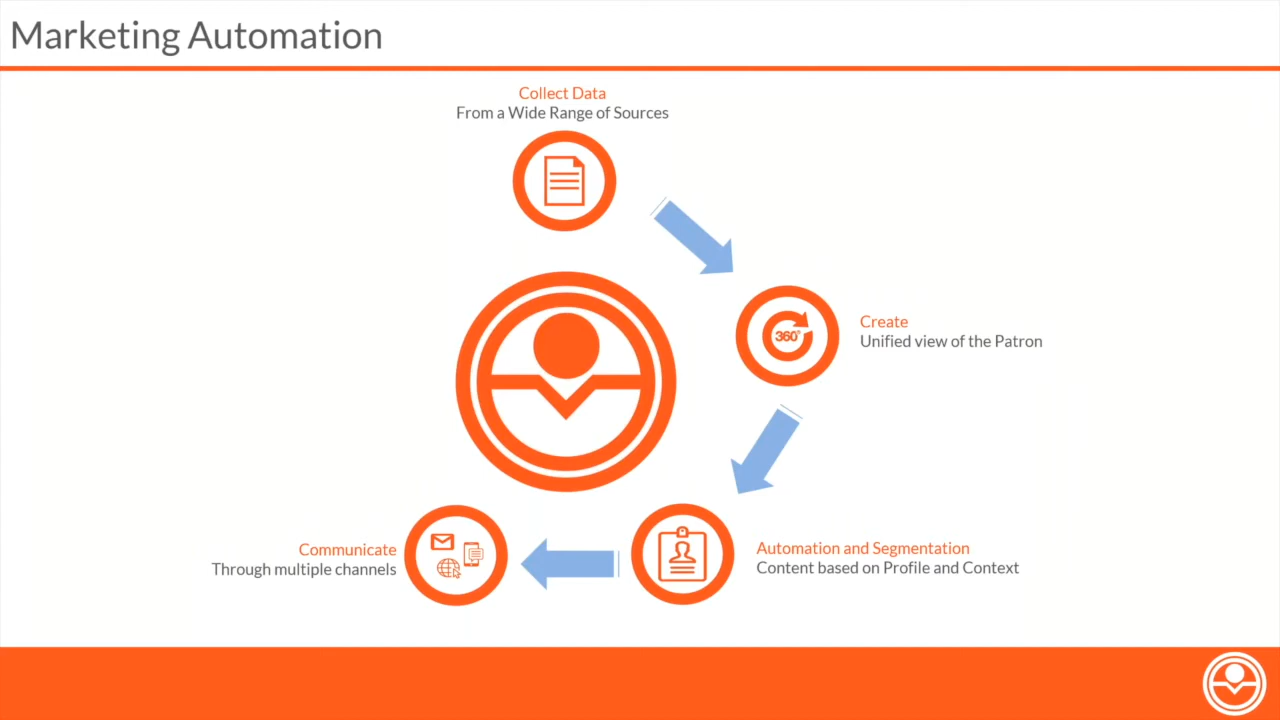 Marketing Automation
Collect Data
From a Wide Range of Sources
360°
Create
Unified view of the Patron
Automation and Segmentation
Content based on Profile and Context
Communicate
Through multiple channels